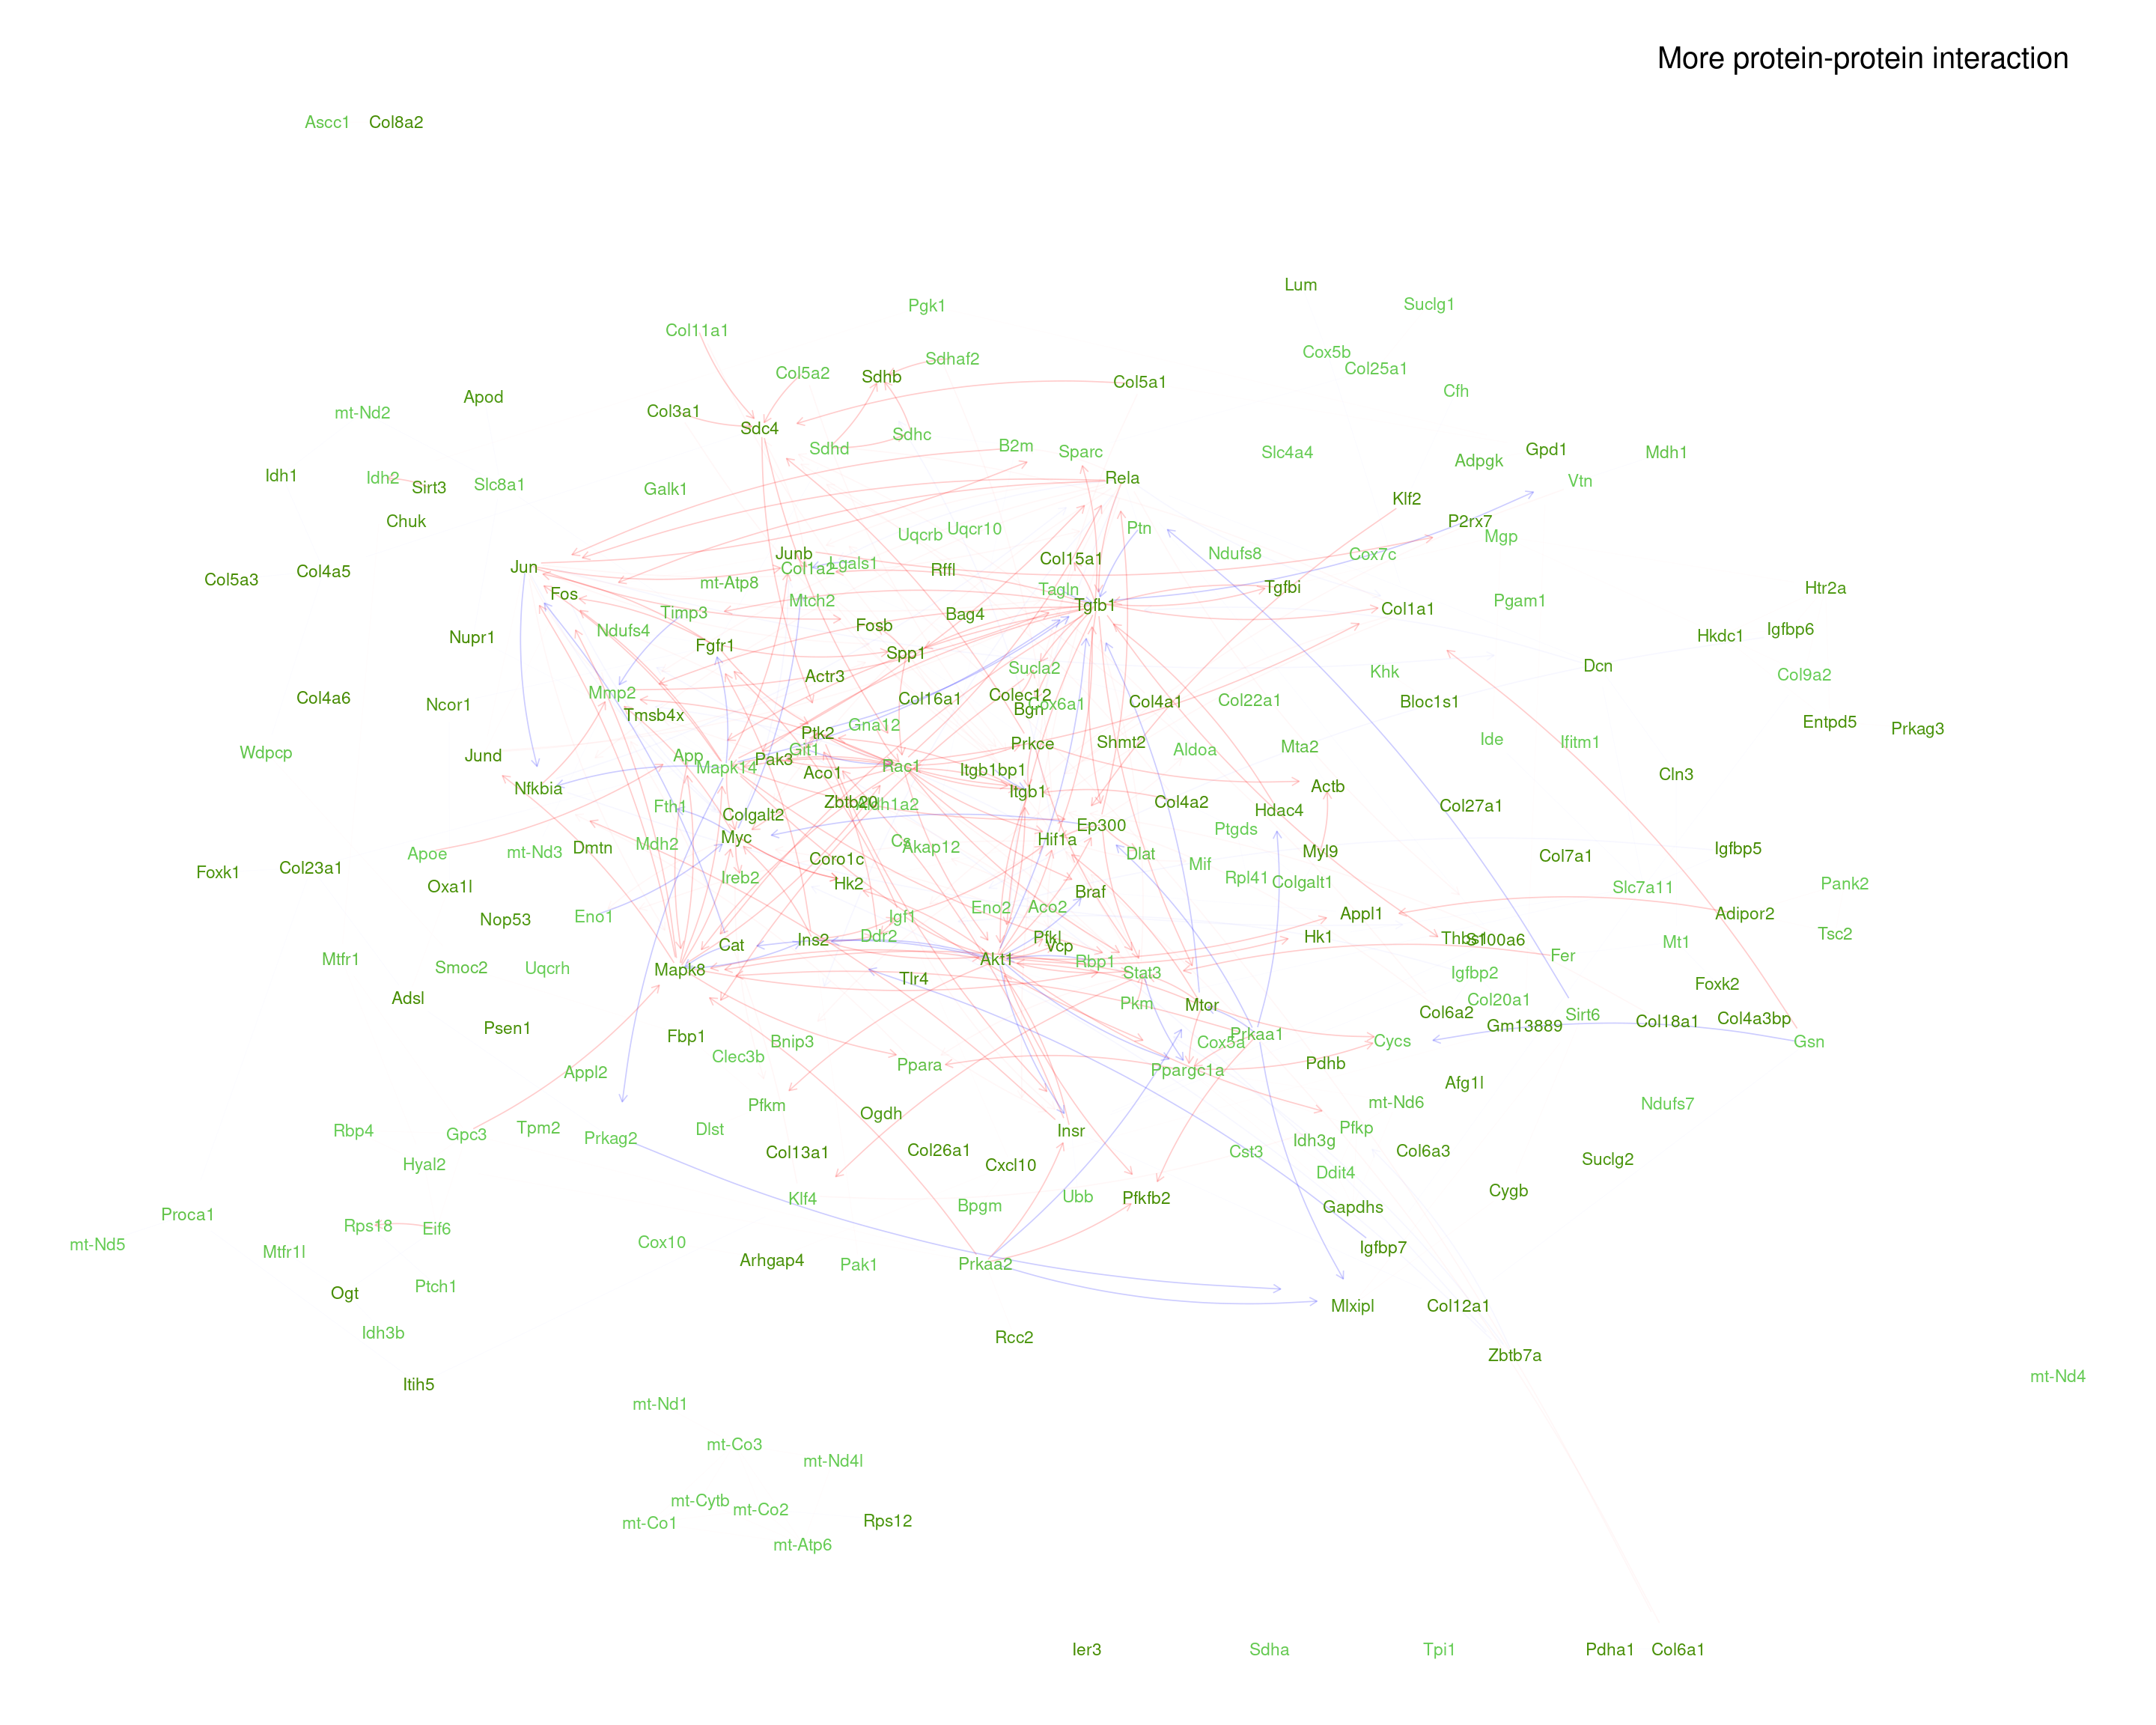 More protein-protein interaction
Ascc1 Col8a2
Lum
Pgk1 Suclg1
Col11a1
Cox5b
Sdhaf2
Col25a1
Col5a2 Sdhb Col5a1
Cfh
Apod
mt-Nd2 Col3a1
Sdc4
Sdhc
B2m
Sdhd Sparc Slc4a4 Gpd1 Mdh1
Adpgk
Idh1 Idh2 Rela Vtn
Sirt3 Slc8a1 Galk1
Klf2
Chuk P2rx7
Uqcrb Uqcr10 Ptn
Mgp
Junb Col15a1 Ndufs8 Cox7c
Jun Col1a2 Lgals1 Rffl
Col5a3 Col4a5
mt-Atp8 Tagln Tgfbi Htr2a
Fos Mtch2 Tgfb1 Pgam1
Timp3 Bag4 Col1a1
Ndufs4 Fosb Igfbp6
Nupr1 Fgfr1 Hkdc1
Spp1
Sucla2 Khk Dcn
Actr3 Col9a2
Mmp2 Colec12
Col4a6 Ncor1 Col16a1 Cox6a1 Col4a1 Col22a1 Bloc1s1
Tmsb4x Bgn
Gna12 Entpd5 Prkag3
Ptk2 Prkce Shmt2 Ide Ifitm1
Wdpcp Jund App Git1 Aldoa Mta2
Mapk14 Pak3 Rac1 Itgb1bp1
Aco1 Cln3
Nfkbia Itgb1 Actb
Fth1 Zbtb20 Aldh1a2 Col4a2 Hdac4 Col27a1
Colgalt2
Ep300 Ptgds
Myc Hif1a
Dmtn Mdh2 Cs Akap12
Apoe mt-Nd3 Dlat Myl9 Igfbp5
Coro1c Mif Col7a1
Foxk1 Col23a1 Ireb2
Oxa1l Hk2 Braf Rpl41 Colgalt1 Slc7a11 Pank2
Nop53 Eno1 Igf1 Eno2 Aco2 Appl1 Adipor2
Cat Ins2 Ddr2 Pfkl Hk1 Thbs1 S100a6 Mt1 Tsc2
Vcp
Mtfr1 Smoc2 Uqcrh Mapk8 Akt1 Rbp1 Fer
Tlr4 Stat3 Igfbp2
Foxk2
Adsl Pkm Mtor Col20a1
Col6a2 Sirt6
Psen1 Gm13889 Col18a1 Col4a3bp
Fbp1 Bnip3 Cox5a Prkaa1 Cycs Gsn
Clec3b
Appl2 Ppara Ppargc1a Pdhb
Afg1l
Pfkm mt-Nd6 Ndufs7
Ogdh
Rbp4 Gpc3 Tpm2 Dlst Insr Pfkp
Prkag2 Idh3g
Col13a1 Col26a1 Cst3 Col6a3
Hyal2 Cxcl10 Suclg2
Ddit4
Klf4 Ubb Pfkfb2 Cygb
Bpgm Gapdhs
Proca1 Rps18 Eif6
mt-Nd5 Mtfr1l Cox10 Igfbp7
Arhgap4 Pak1 Prkaa2
Ptch1
Ogt Mlxipl Col12a1
Idh3b Rcc2
Zbtb7a
Itih5 mt-Nd4
mt-Nd1
mt-Co3
mt-Nd4l
mt-Cytb mt-Co2
mt-Co1 Rps12
mt-Atp6
Ier3 Sdha Tpi1 Pdha1 Col6a1